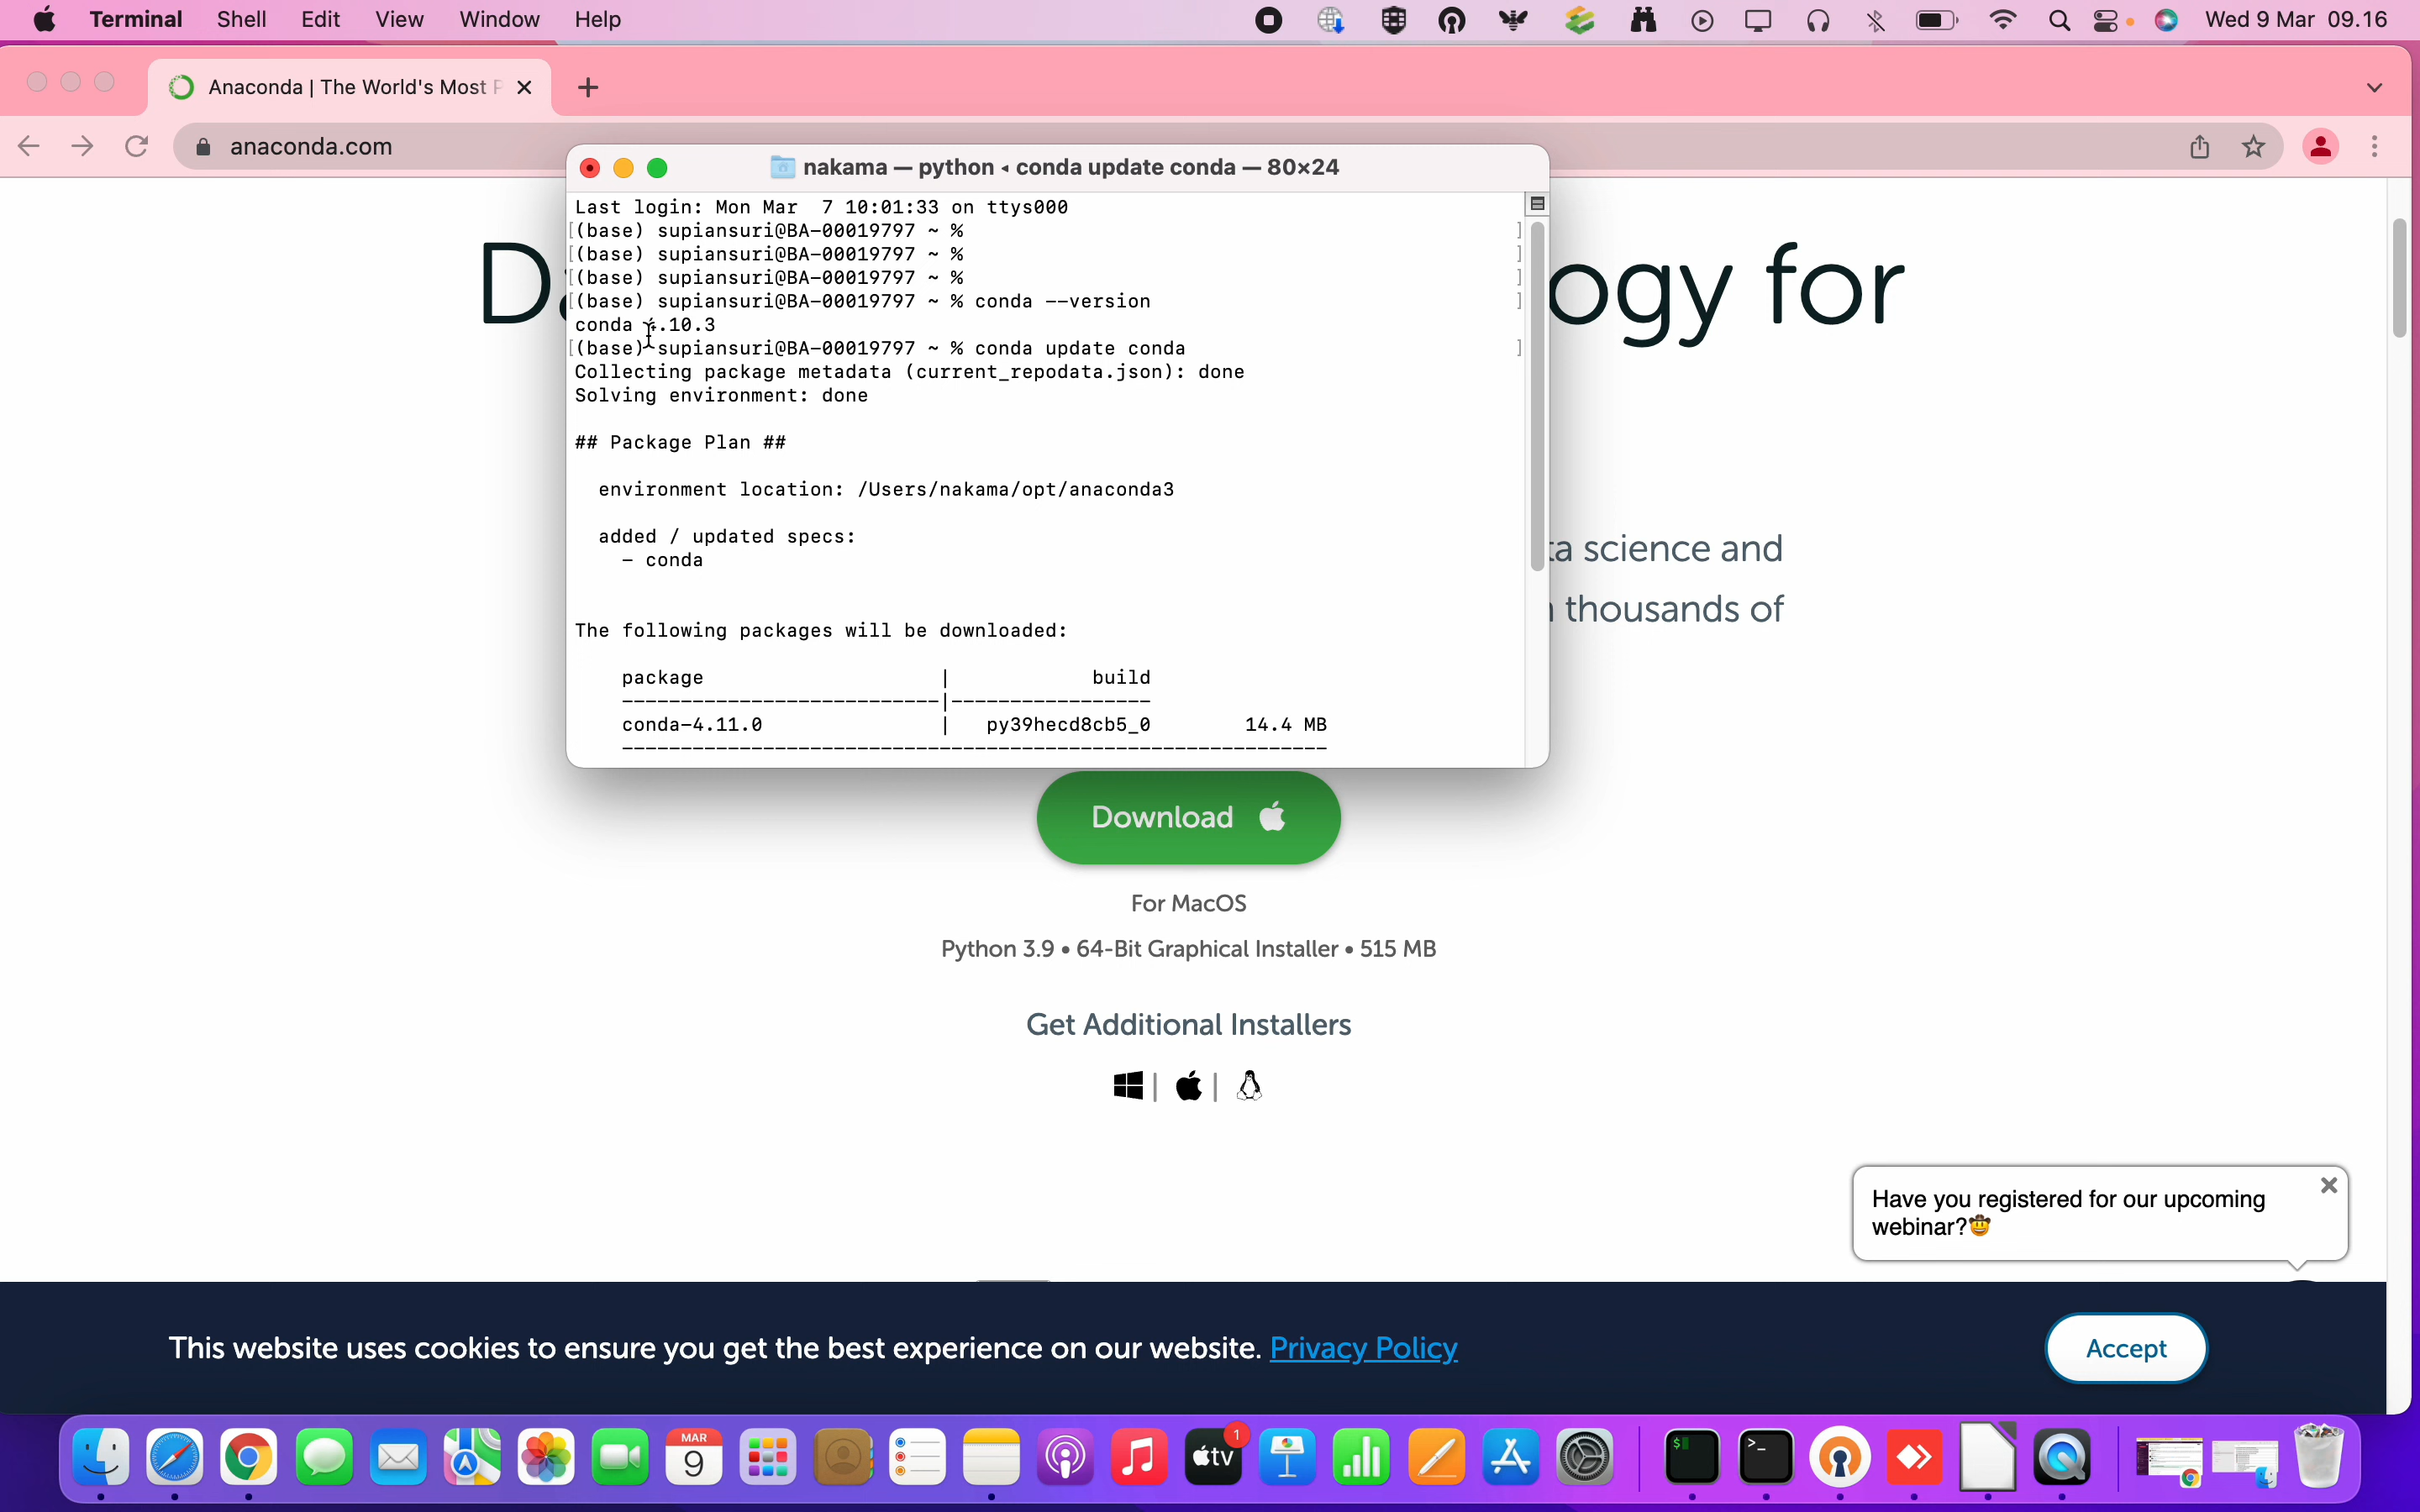 Terminal Shell Edit View Window Help Wed 9 Mar 09.16
Anaconda | The World's Most
anaconda.com
nakama — python ◂ conda update conda — 80×24
Last login: Mon Mar  7 10:01:33 on ttys000
(base) supiansuri@BA-00019797 ~ %
(base) supiansuri@BA-00019797 ~ %
(base) supiansuri@BA-00019797 ~ %
(base) supiansuri@BA-00019797 ~ % conda --version
conda 4.10.3
(base) supiansuri@BA-00019797 ~ % conda update conda
Collecting package metadata (current_repodata.json): done
Solving environment: done
## Package Plan ##
environment location: /Users/nakama/opt/anaconda3
added / updated specs:
- conda
The following packages will be downloaded:
package | build
---------------------------|-----------------
conda-4.11.0 | py39hecd8cb5_0 14.4 MB
------------------------------------------------------------
ogy for
ta science and
thousands of
Download
For MacOS
Python 3.9 • 64-Bit Graphical Installer • 515 MB
Get Additional Installers
Have you registered for our upcoming
webinar?🤠
This website uses cookies to ensure you get the best experience on our website. Privacy Policy
Accept
MAR
9
tv
1